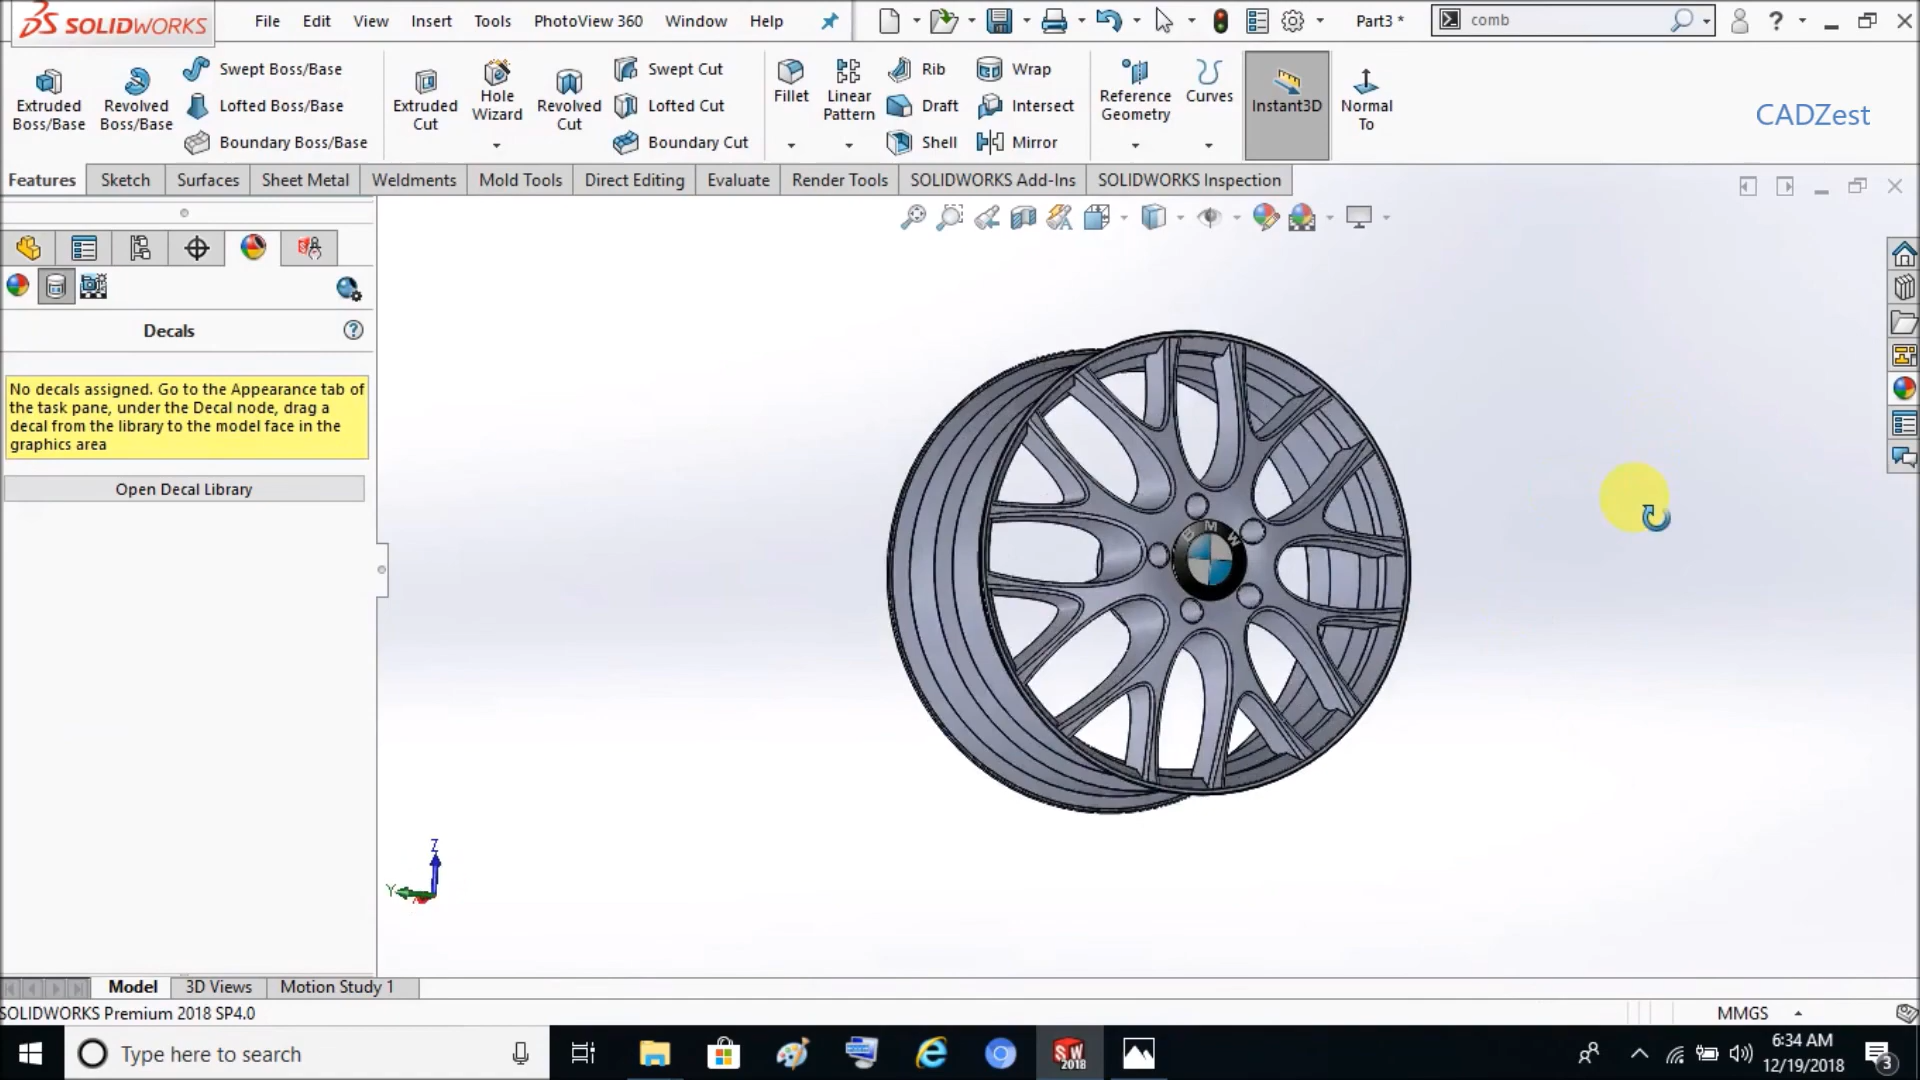 SOLIDWORKS
File Edit View Insert Tools PhotoView 360 Window Help
Part3 *
comb
?
Extruded Boss/Base
Revolved Boss/Base
Swept Boss/Base
Lofted Boss/Base
Boundary Boss/Base
Extruded Cut
Hole Wizard
Revolved Cut
Swept Cut
Lofted Cut
Boundary Cut
Fillet
Linear Pattern
Rib
Draft
Shell
Wrap
Intersect
Mirror
Reference Geometry
Curves
Instant3D
Normal To
CADZest
Features Sketch Surfaces Sheet Metal Weldments Mold Tools Direct Editing Evaluate Render Tools SOLIDWORKS Add-Ins SOLIDWORKS Inspection
Decals
?
No decals assigned. Go to the Appearance tab of
the task pane, under the Decal node, drag a
decal from the library to the model face in the
graphics area
Open Decal Library
BMW
Z
Y
Model 3D Views Motion Study 1
SOLIDWORKS Premium 2018 SP4.0
MMGS
Type here to search
SW
2018
6:34 AM
12/19/2018
3